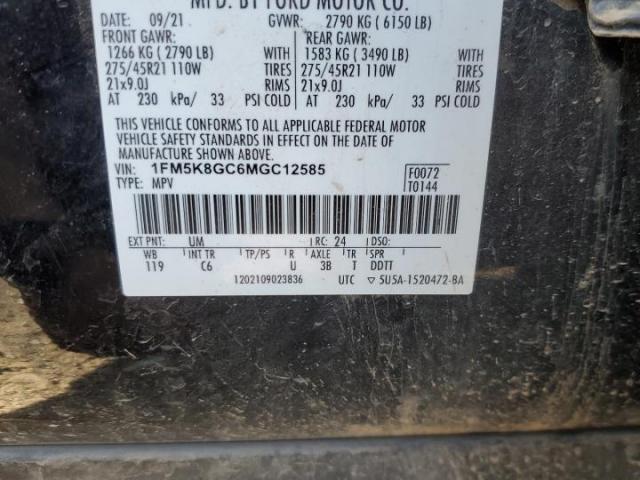 MFD. BY FORD MOTOR CO.
DATE: 09/21 GVWR: 2790 KG ( 6150 LB)
FRONT GAWR: REAR GAWR:
1266 KG ( 2790 LB) WITH 1583 KG ( 3490 LB) WITH
275/45R21 110W TIRES 275/45R21 110W TIRES
21x9.0J RIMS 21x9.0J RIMS
AT 230 kPa/ 33 PSI COLD AT 230 kPa/ 33 PSI COLD
THIS VEHICLE CONFORMS TO ALL APPLICABLE FEDERAL MOTOR
VEHICLE SAFETY STANDARDS IN EFFECT ON THE DATE OF
MANUFACTURE SHOWN ABOVE.
VIN: 1FM5K8GC6MGC12585 F0072
TYPE: MPV T0144
EXT PNT: UM RC: 24 DSO:
WB INT TR TP/PS R AXLE TR SPR
119 C6 U 3B T DDTT
1202109023836 UTC ▽ 5U5A-1520472-BA